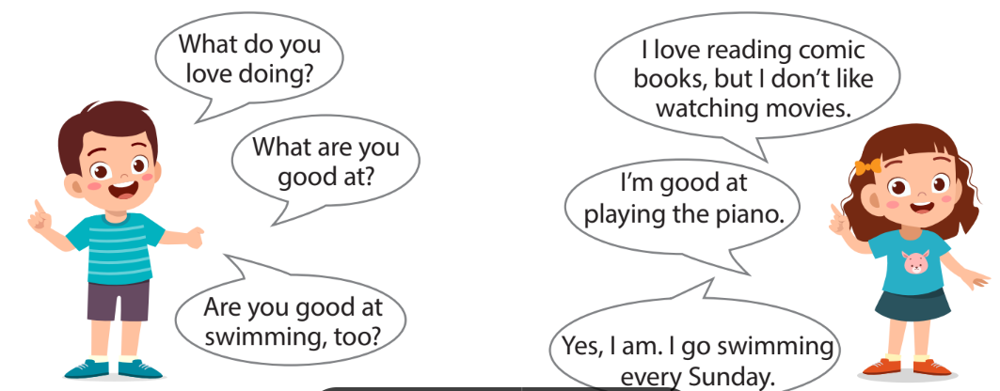 What do you
love doing?
I love reading comic
books, but I don't like
watching movies.
What are you
good at?
I'm good at
playing the piano.
Are you good at
swimming, too?
Yes, I am. I go swimming
every Sunday.